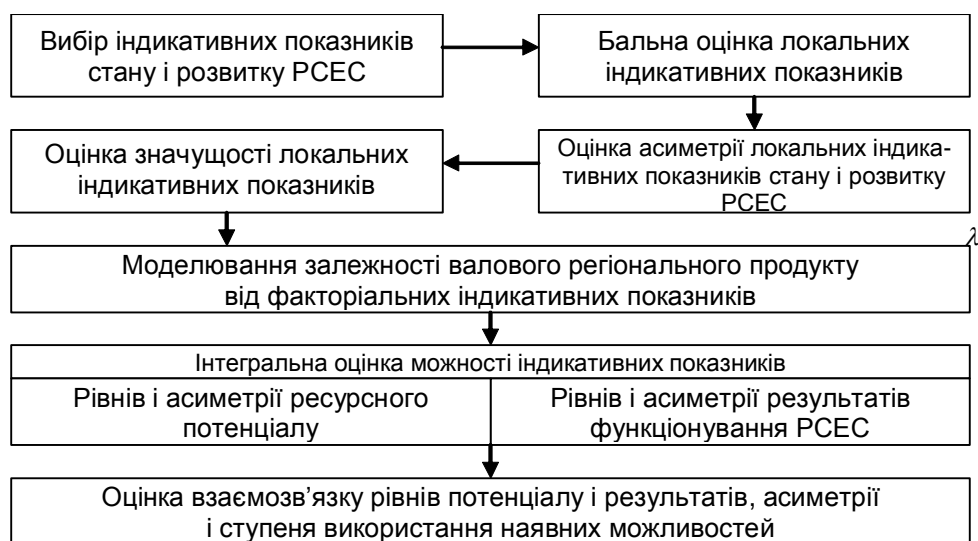 Вибір індикативних показників
стану і розвитку РСЕС
Бальна оцінка локальних
індикативних показників
Оцінка асиметрії локальних індика-
тивних показників стану і розвитку
РСЕС
Оцінка значущості локальних
індикативних показників
λ
Моделювання залежності валового регіонального продукту
від факторіальних індикативних показників
Інтегральна оцінка можності індикативних показників
Рівнів і асиметрії ресурсного
потенціалу
Рівнів і асиметрії результатів
функціонування РСЕС
Оцінка взаємозв’язку рівнів потенціалу і результатів, асиметрії
і ступеня використання наявних можливостей